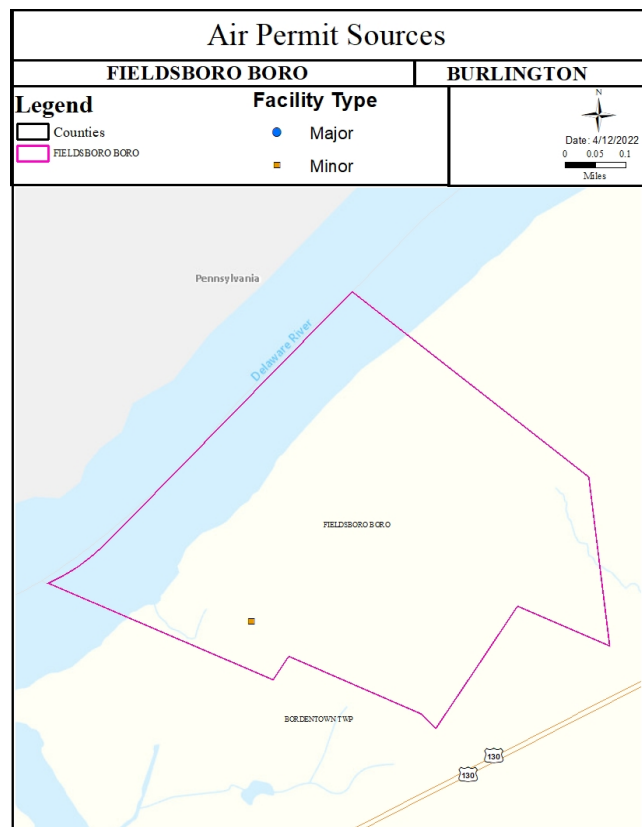 Air Permit Sources
FIELDSBORO BORO
BURLINGTON
Legend
Counties
FIELDSBORO BORO
Facility Type
Major
Minor
N
Date: 4/12/2022
0 0.05 0.1
Miles
Pennsylvania
Delaware River
FIELDSBORO BORO
BORDENTOWN TWP
130
130